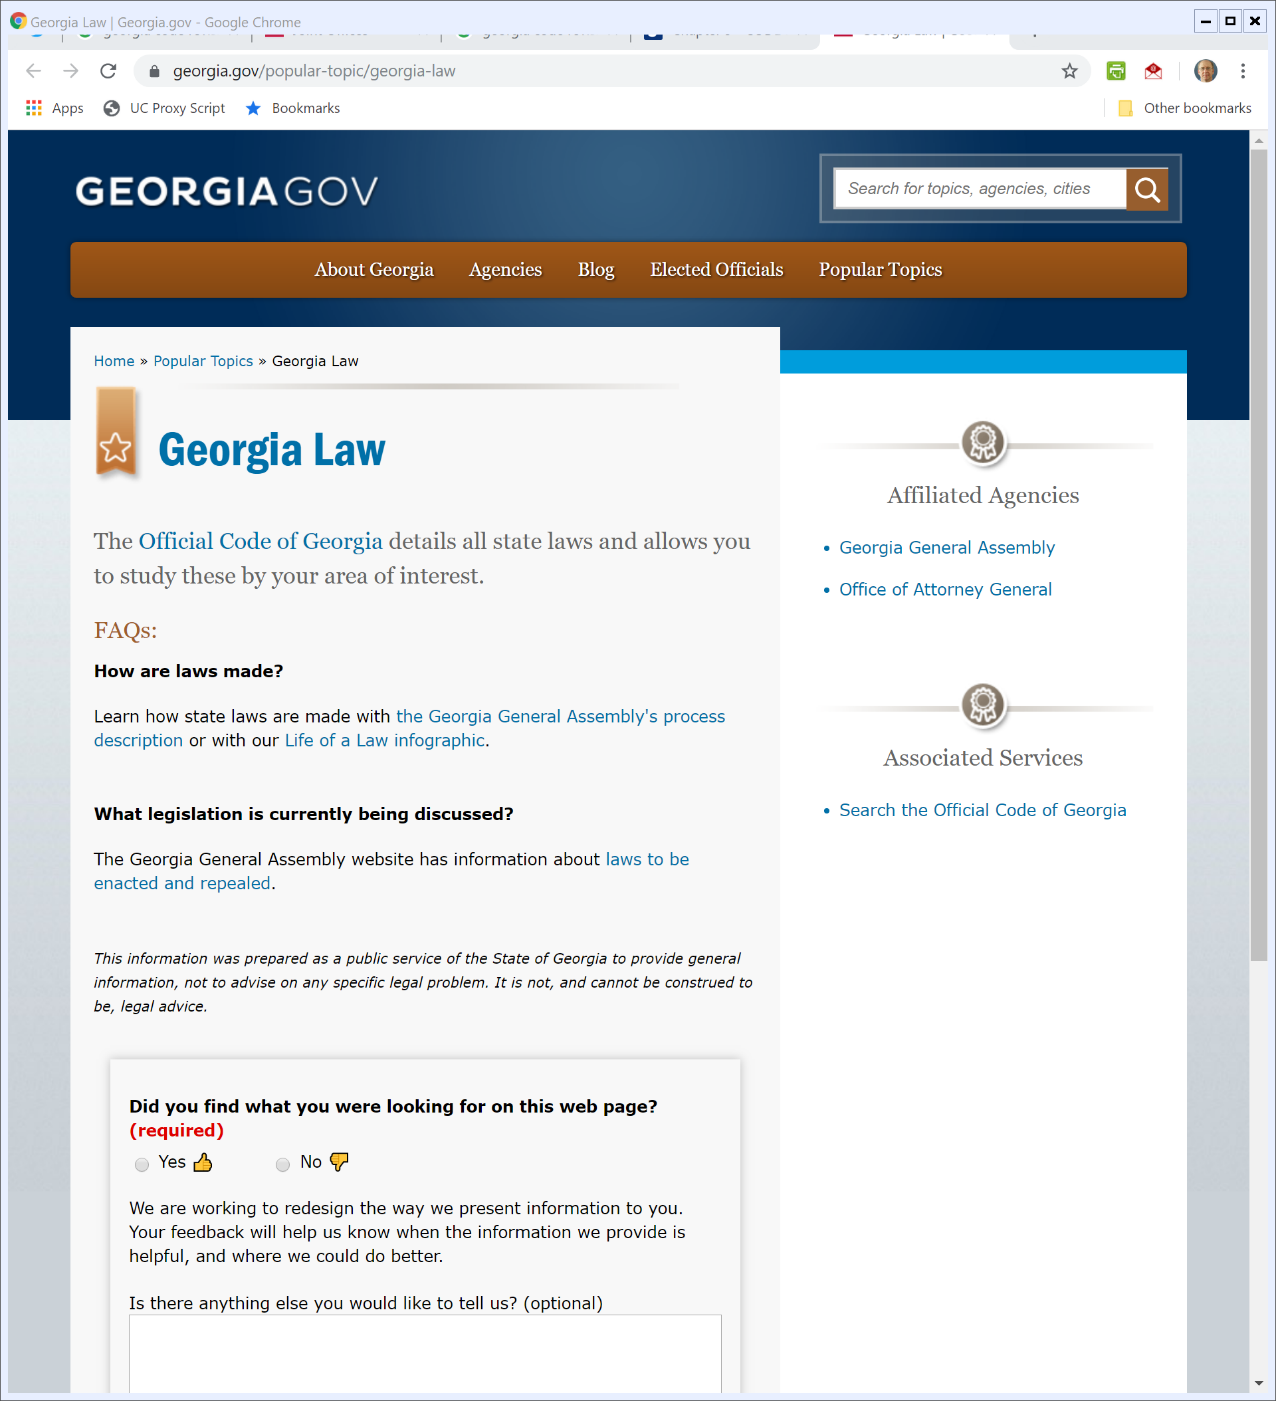 Georgia Law | Georgia.gov - Google Chrome
georgia.gov/popular-topic/georgia-law
Apps UC Proxy Script Bookmarks Other bookmarks
GEORGIAGOV
Search for topics, agencies, cities
About Georgia Agencies Blog Elected Officials Popular Topics
Home » Popular Topics » Georgia Law
Georgia Law
The Official Code of Georgia details all state laws and allows you
to study these by your area of interest.
FAQs:
How are laws made?
Learn how state laws are made with the Georgia General Assembly's process
description or with our Life of a Law infographic.
What legislation is currently being discussed?
The Georgia General Assembly website has information about laws to be
enacted and repealed.
This information was prepared as a public service of the State of Georgia to provide general
information, not to advise on any specific legal problem. It is not, and cannot be construed to
be, legal advice.
Did you find what you were looking for on this web page?
(required)
Yes No
We are working to redesign the way we present information to you.
Your feedback will help us know when the information we provide is
helpful, and where we could do better.
Is there anything else you would like to tell us? (optional)
Affiliated Agencies
• Georgia General Assembly
• Office of Attorney General
Associated Services
• Search the Official Code of Georgia